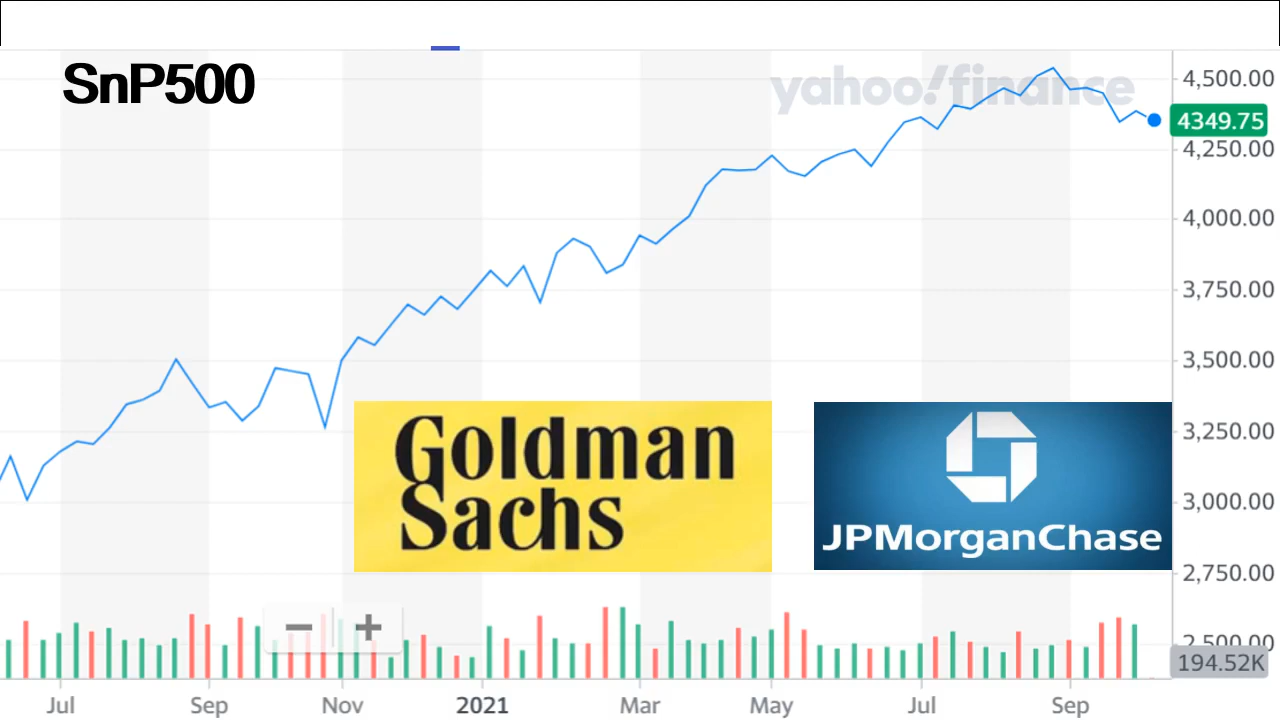 SnP500
yahoo!finance
4,500.00
4349.75
4,250.00
4,000.00
3,750.00
3,500.00
3,250.00
3,000.00
2,750.00
2,500.00
194.52K
Goldman
Sachs
JPMorganChase
− +
Jul Sep Nov 2021 Mar May Jul Sep